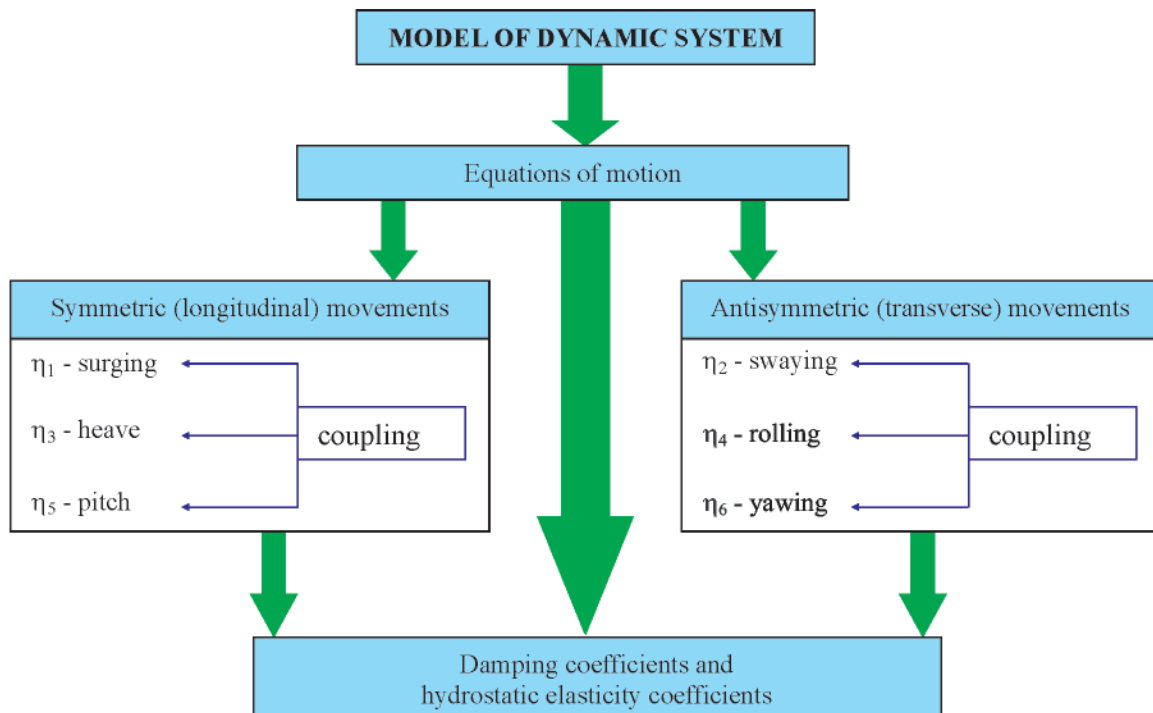 MODEL OF DYNAMIC SYSTEM
Equations of motion
Symmetric (longitudinal) movements
η₁ - surging
η₃ - heave
coupling
η₅ - pitch
Antisymmetric (transverse) movements
η₂ - swaying
η₄ - rolling
coupling
η₆ - yawing
Damping coefficients and
hydrostatic elasticity coefficients